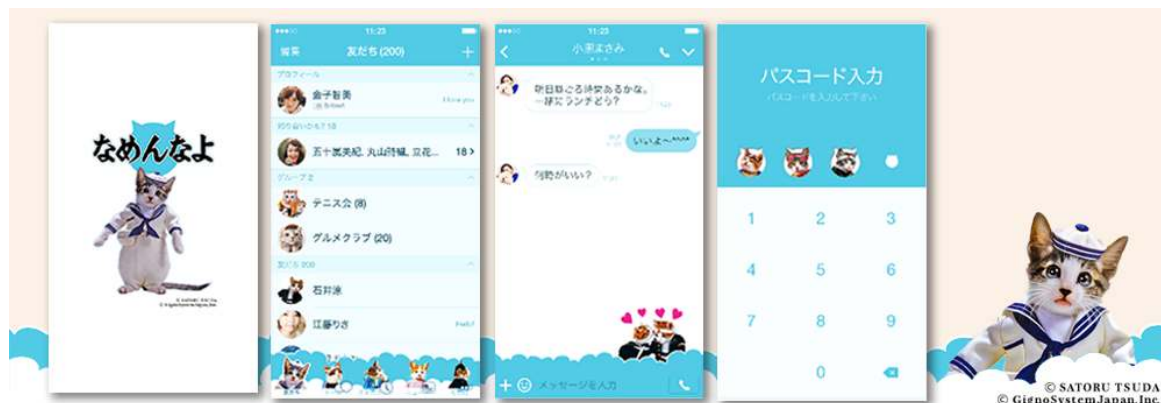 なめんなよ
© SATORU TSUDA
© GignoSystemJapan,Inc.
11:23
編集
友だち (200)
プロフィール
金子智美
I love you
知り合いかも? 18
五十嵐美紀, 丸山詩織, 立花...
18
グループ 2
テニス会 (8)
グルメクラブ (20)
友だち 200
石井涼
江藤りさ
11:23
小泉まさみ
明日昼ごろ時間あるかな。
一緒にランチどう?
いいよ~^^^^
何時がいい?
メッセージを入力
パスコード入力
パスコードを入力して下さい
1
2
3
4
5
6
7
8
9
0
© SATORU TSUDA
© GignoSystemJapan,Inc.